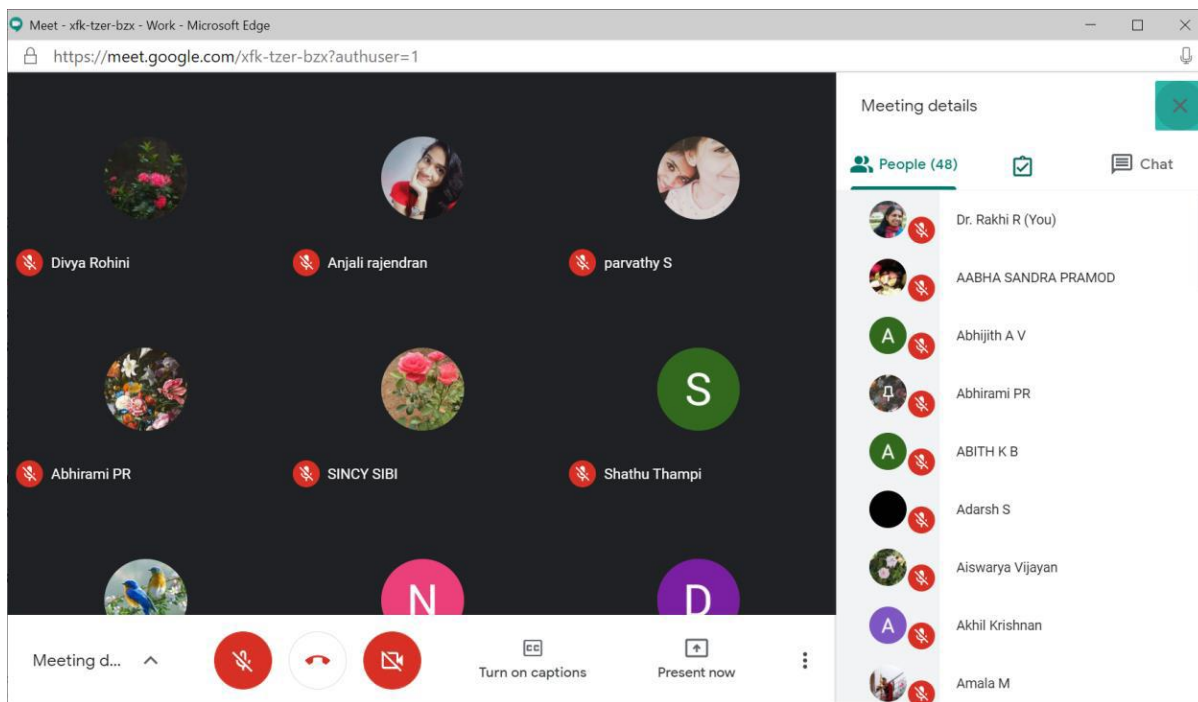 Meet - xfk-tzer-bzx - Work - Microsoft Edge
https://meet.google.com/xfk-tzer-bzx?authuser=1
Divya Rohini
Anjali rajendran
parvathy S
Abhirami PR
SINCY SIBI
S
Shathu Thampi
N
D
Meeting d...
CC
Turn on captions
Present now
Meeting details
People (48)
Chat
Dr. Rakhi R (You)
AABHA SANDRA PRAMOD
A
Abhijith A V
Abhirami PR
A
ABITH K B
Adarsh S
Aiswarya Vijayan
A
Akhil Krishnan
Amala M